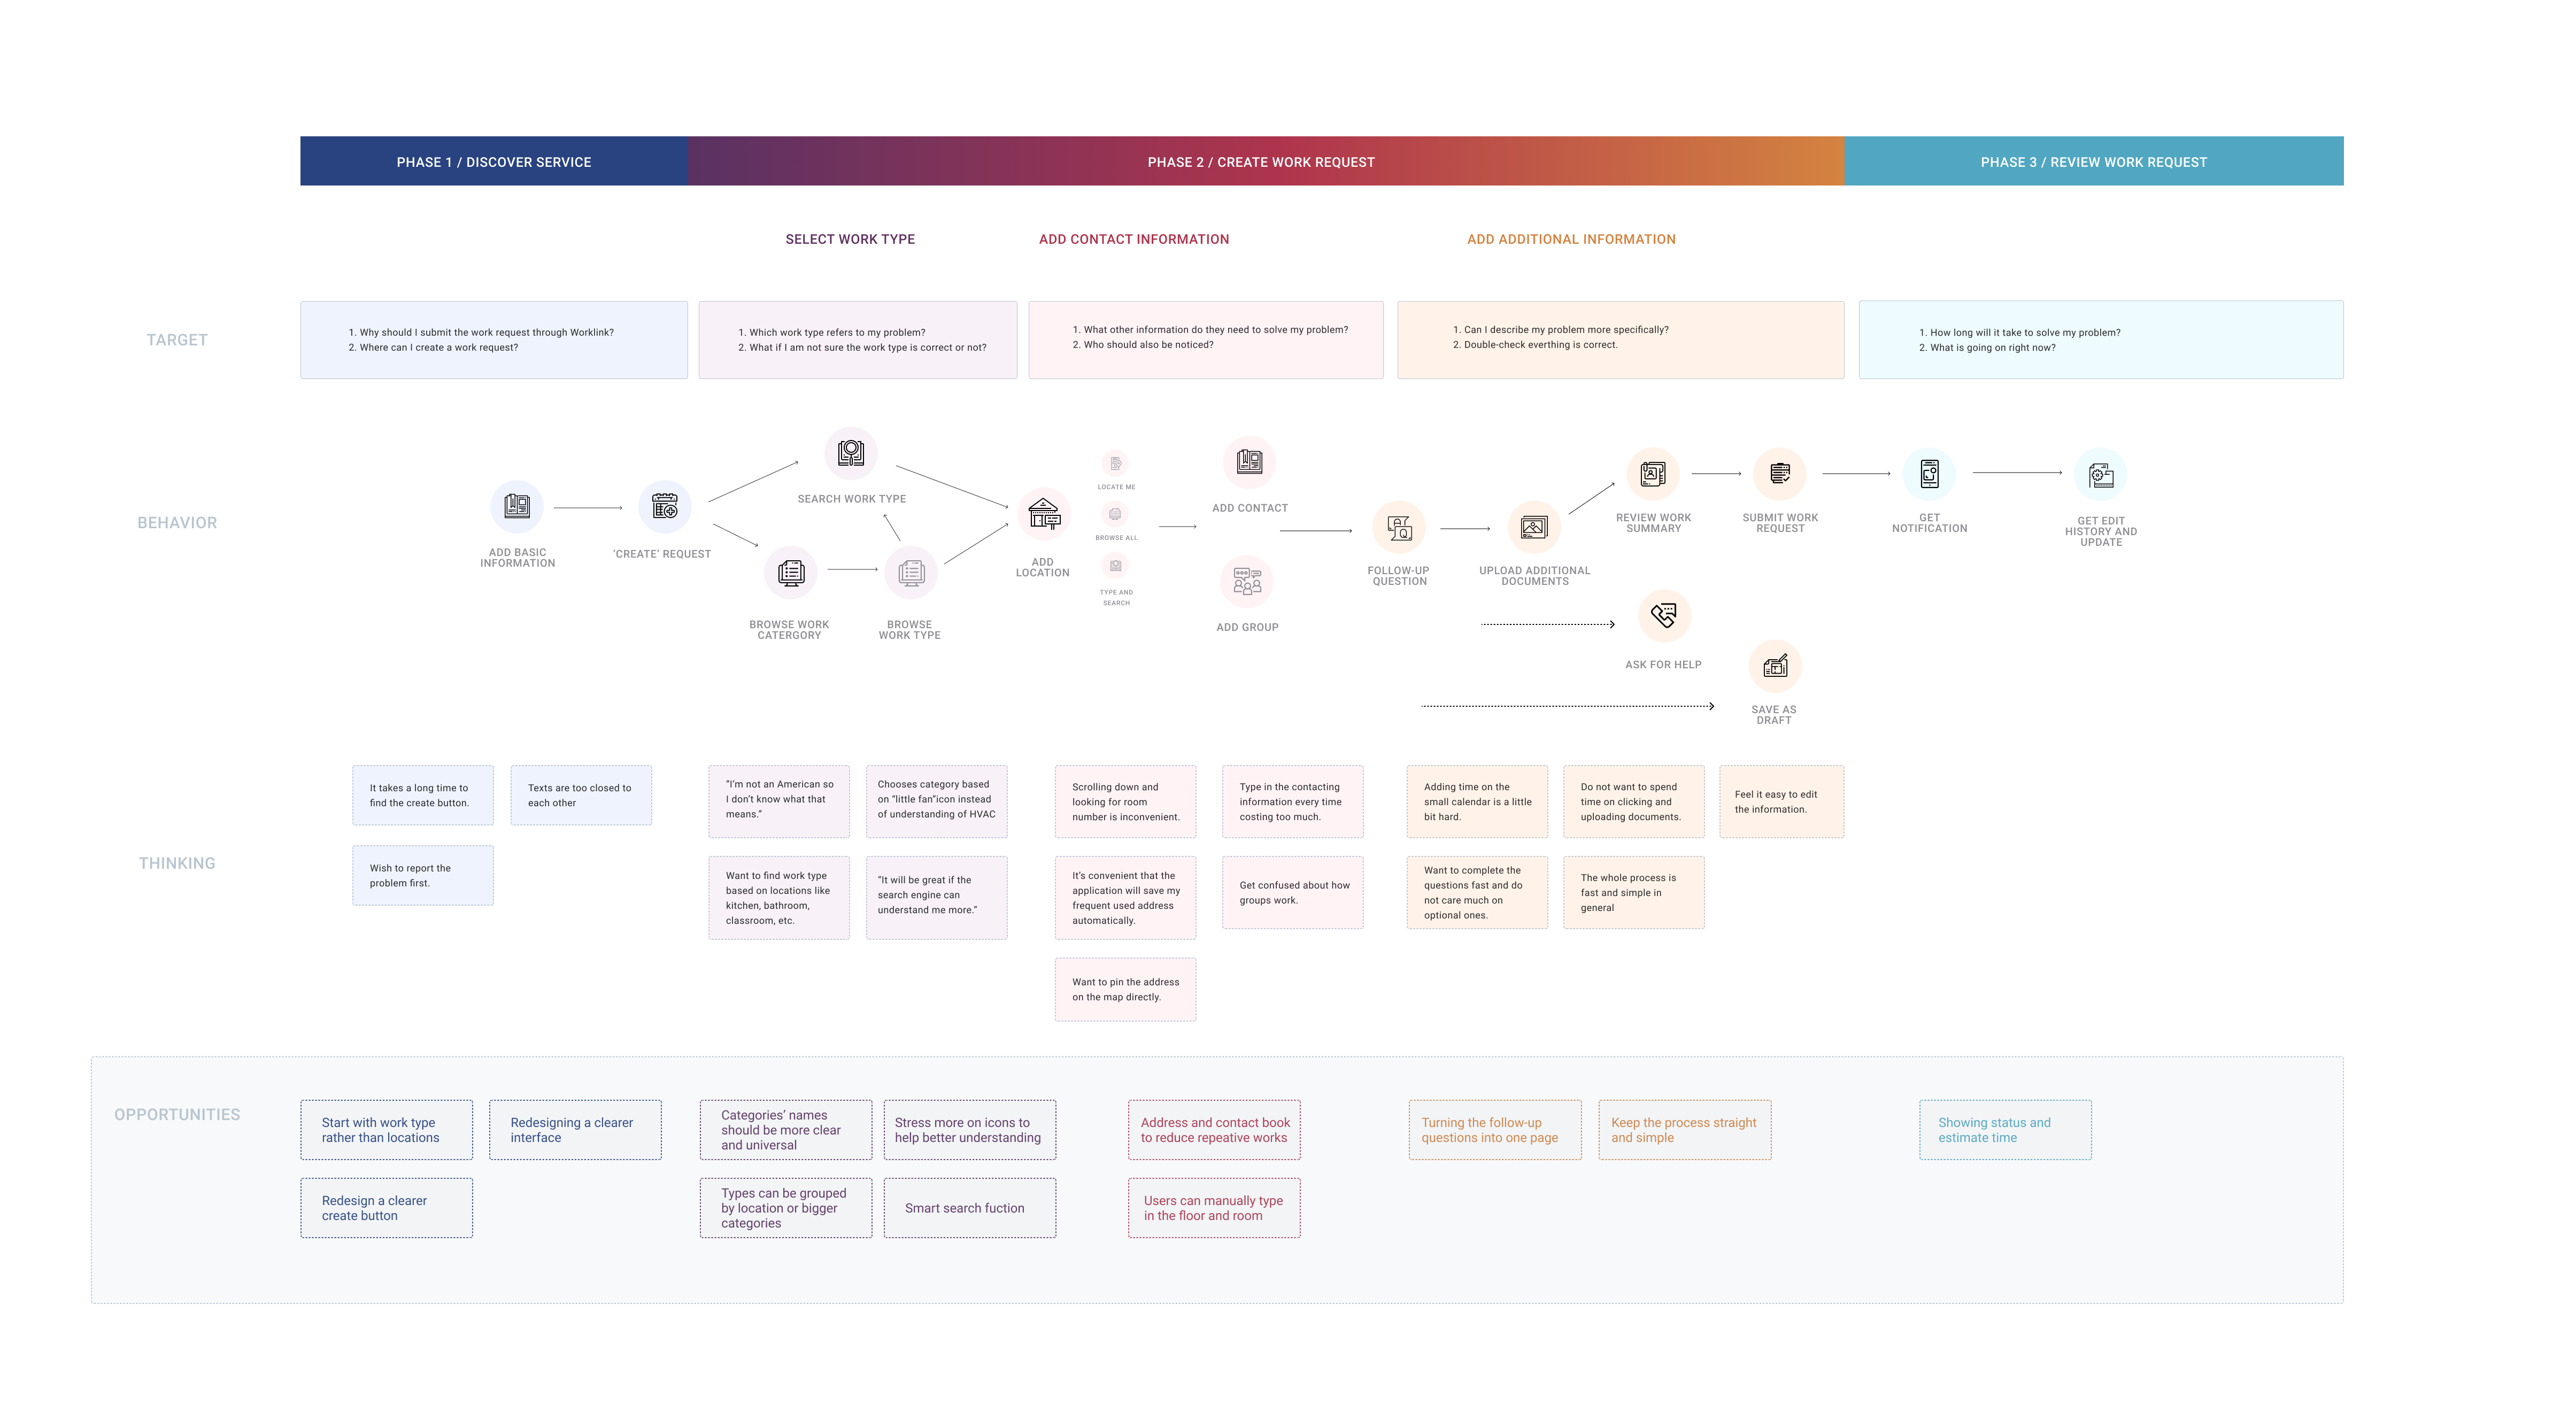 PHASE 1 / DISCOVER SERVICE
PHASE 2 / CREATE WORK REQUEST
PHASE 3 / REVIEW WORK REQUEST
SELECT WORK TYPE
ADD CONTACT INFORMATION
ADD ADDITIONAL INFORMATION
TARGET
1. Why should I submit the work request through Worklink?
2. Where can I create a work request?
1. Which work type refers to my problem?
2. What if I am not sure the work type is correct or not?
1. What other information do they need to solve my problem?
2. Who should also be noticed?
1. Can I describe my problem more specifically?
2. Double-check everthing is correct.
1. How long will it take to solve my problem?
2. What is going on right now?
BEHAVIOR
ADD BASIC
INFORMATION
‘CREATE’ REQUEST
SEARCH WORK TYPE
BROWSE WORK
CATERGORY
BROWSE
WORK TYPE
ADD
LOCATION
LOCATE ME
BROWSE ALL
TYPE AND
SEARCH
ADD CONTACT
ADD GROUP
FOLLOW-UP
QUESTION
UPLOAD ADDITIONAL
DOCUMENTS
REVIEW WORK
SUMMARY
SUBMIT WORK
REQUEST
ASK FOR HELP
SAVE AS
DRAFT
GET
NOTIFICATION
GET EDIT
HISTORY AND
UPDATE
THINKING
It takes a long time to
find the create button.
Texts are too closed to
each other
Wish to report the
problem first.
“I’m not an American so
I don’t know what that
means.”
Chooses category based
on “little fan”icon instead
of understanding of HVAC
Want to find work type
based on locations like
kitchen, bathroom,
classroom, etc.
“It will be great if the
search engine can
understand me more.”
Scrolling down and
looking for room
number is inconvenient.
Type in the contacting
information every time
costing too much.
It’s convenient that the
application will save my
frequent used address
automatically.
Get confused about how
groups work.
Want to pin the address
on the map directly.
Adding time on the
small calendar is a little
bit hard.
Do not want to spend
time on clicking and
uploading documents.
Feel it easy to edit
the information.
Want to complete the
questions fast and do
not care much on
optional ones.
The whole process is
fast and simple in
general
OPPORTUNITIES
Start with work type
rather than locations
Redesigning a clearer
interface
Redesign a clearer
create button
Categories’ names
should be more clear
and universal
Stress more on icons to
help better understanding
Types can be grouped
by location or bigger
categories
Smart search fuction
Address and contact book
to reduce repeative works
Users can manually type
in the floor and room
Turning the follow-up
questions into one page
Keep the process straight
and simple
Showing status and
estimate time